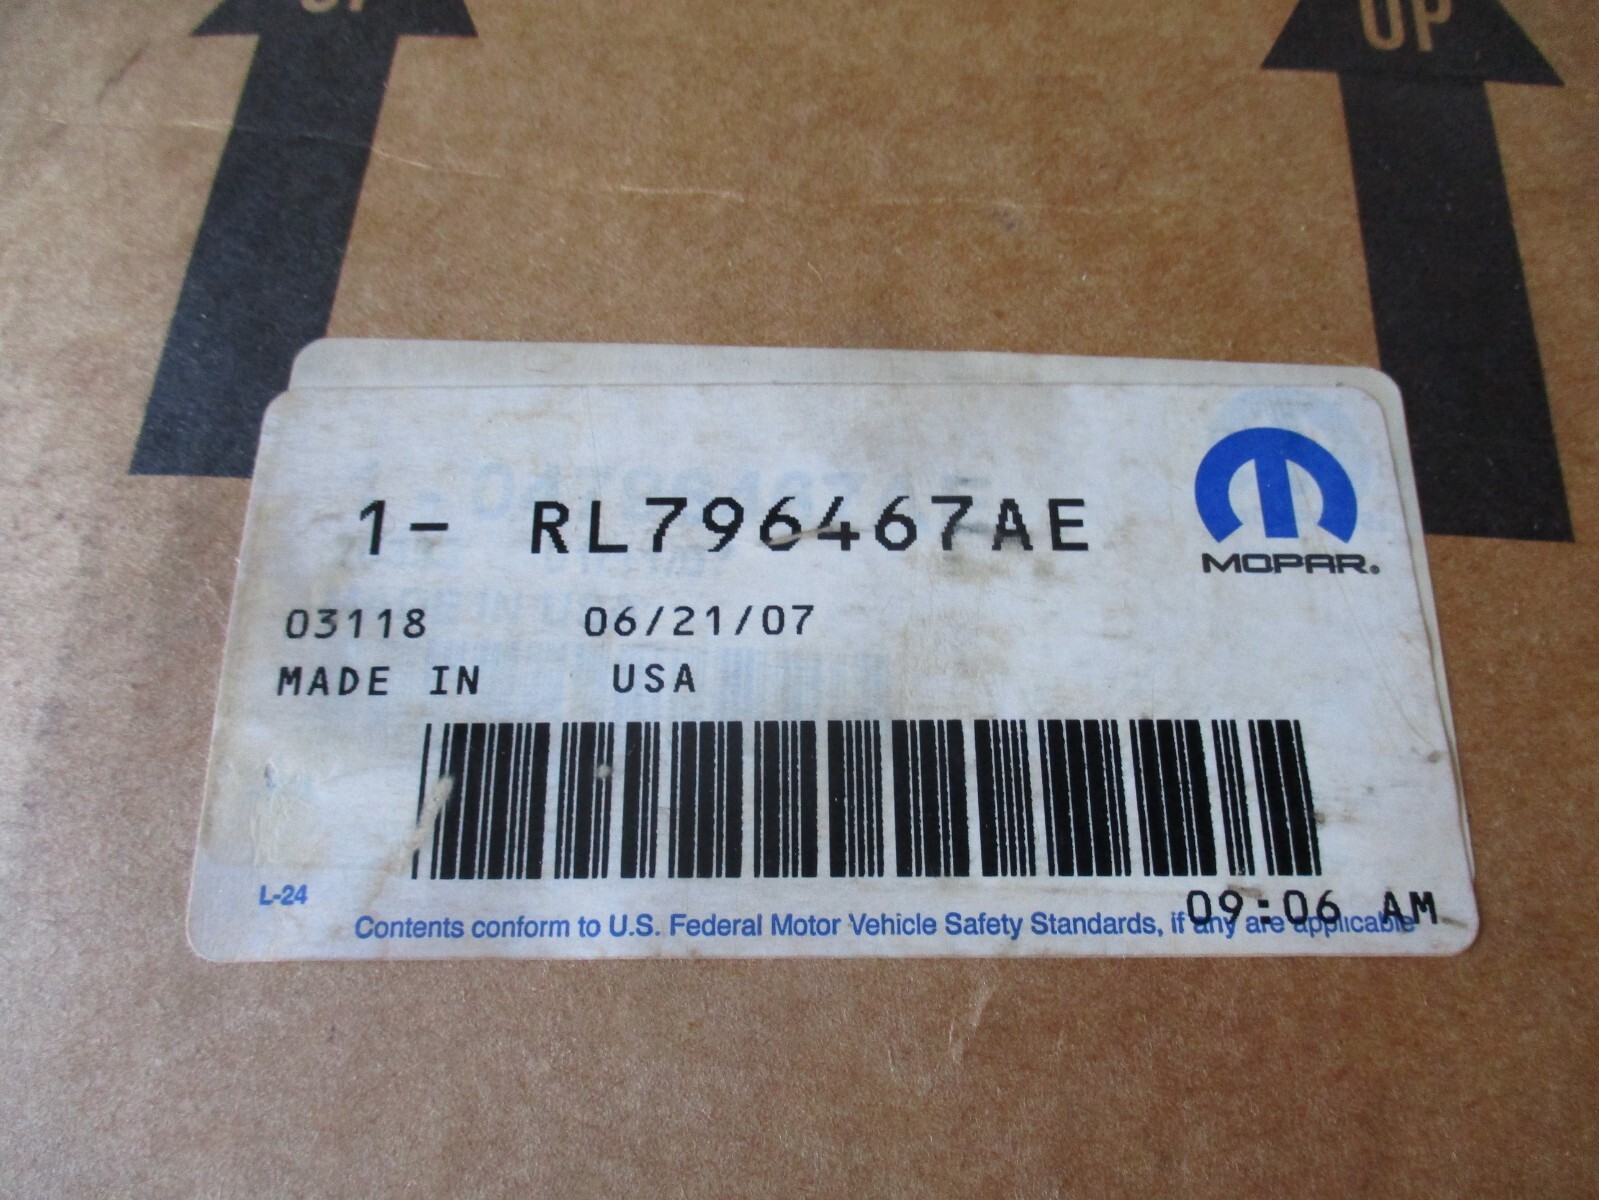 UP
UP
1- RL796467AE
MOPAR®
03118 06/21/07
MADE IN USA
L-24
09:06 AM
Contents conform to U.S. Federal Motor Vehicle Safety Standards, if any are applicable